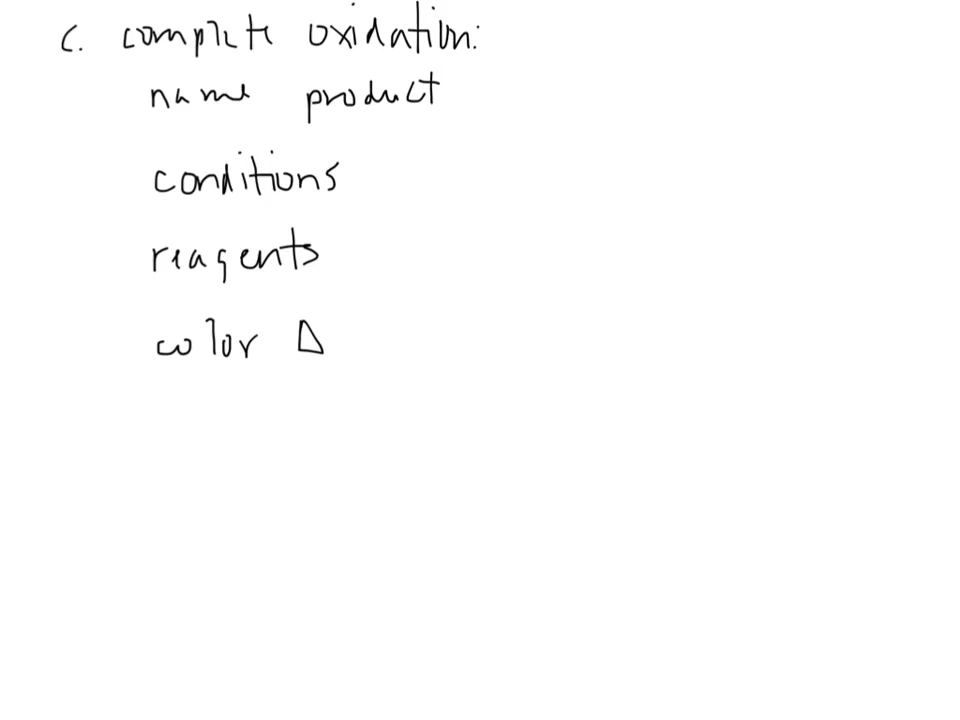 c. complete oxidation:
name product
conditions
reagents
color Δ